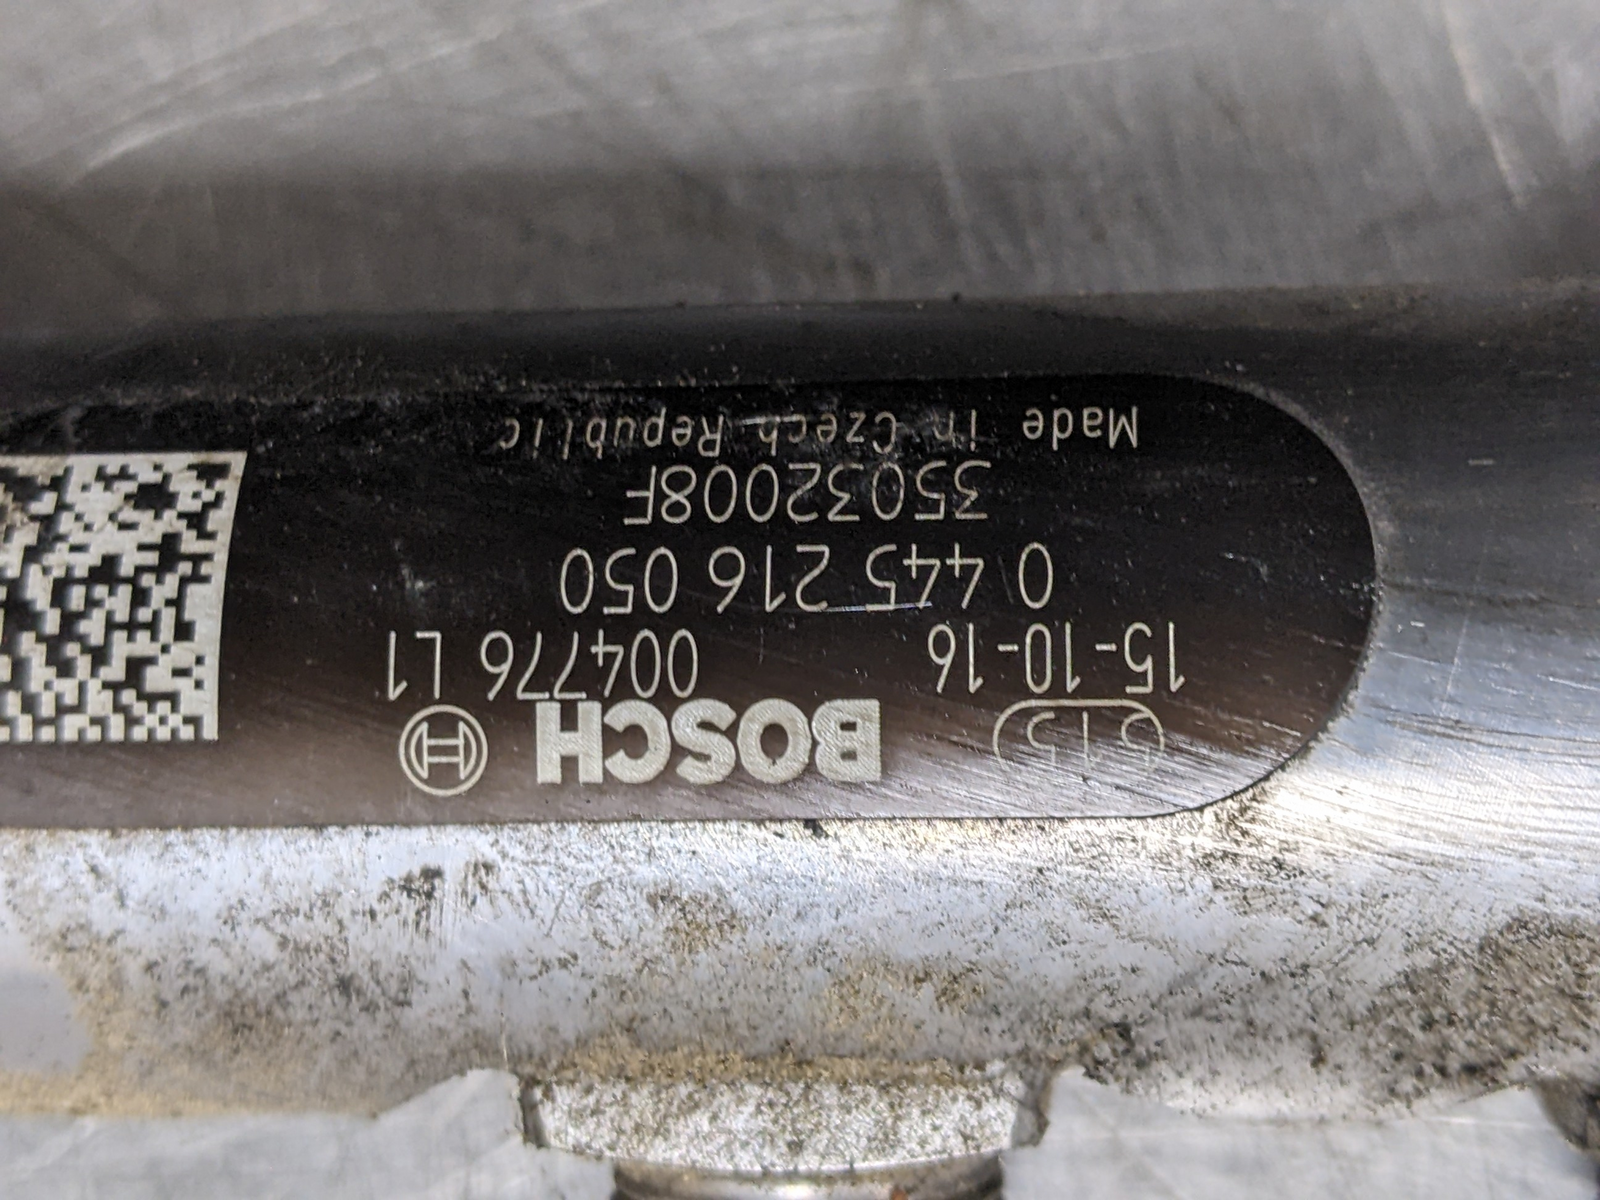 BOSCH
15-10-16 004776 L1
0 445 216 050
35032008F
Made in Czech Republic